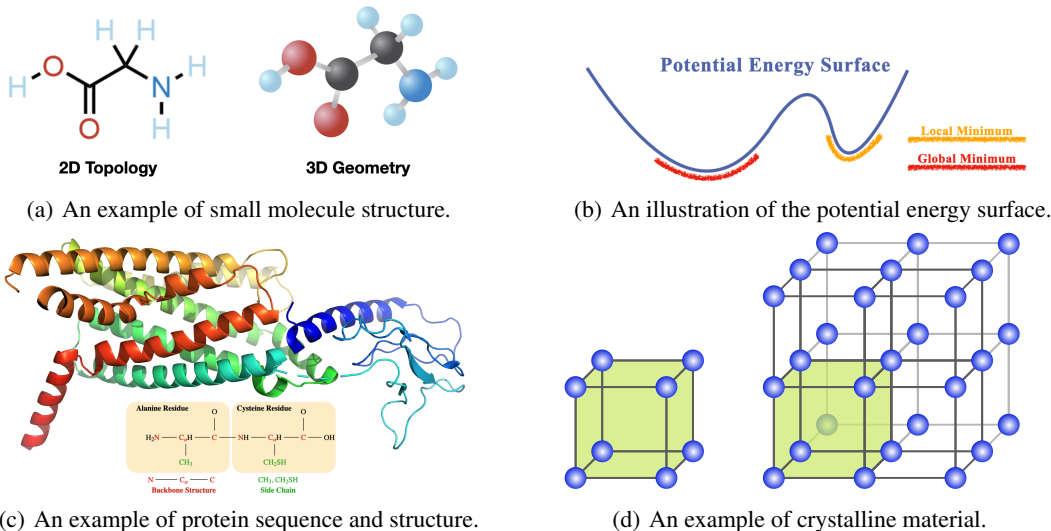 H H
H O
N H
O
H
2D Topology
3D Geometry
(a) An example of small molecule structure.
Potential Energy Surface
Local Minimum
Global Minimum
(b) An illustration of the potential energy surface.
Alanine Residue
Cysteine Residue
O O
H₂N — CαH — C — NH — CαH — C — OH
CH₃ CH₂SH
N — Cα — C CH₃, CH₂SH
Backbone Structure Side Chain
(c) An example of protein sequence and structure.
(d) An example of crystalline material.